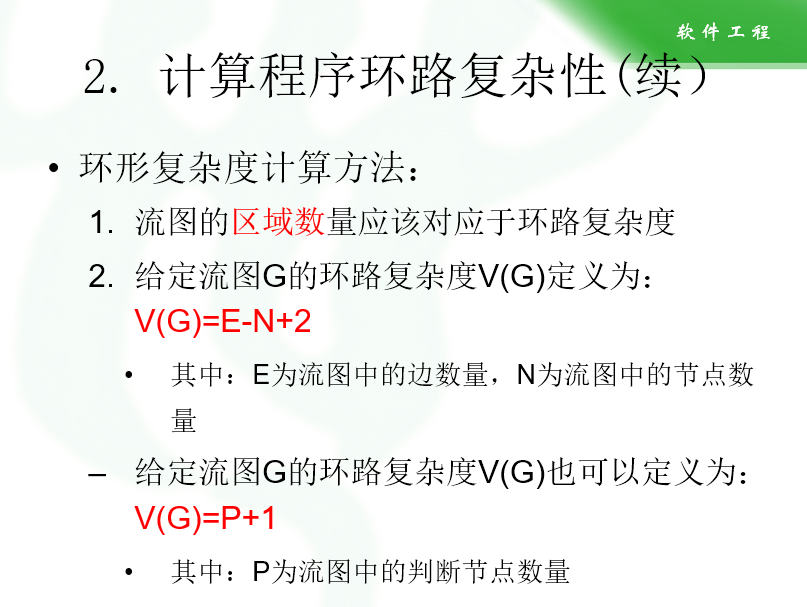 软件工程
2. 计算程序环路复杂性(续）
• 环形复杂度计算方法：
1. 流图的区域数量应该对应于环路复杂度
2. 给定流图G的环路复杂度V(G)定义为：
V(G)=E-N+2
• 其中：E为流图中的边数量，N为流图中的节点数
量
– 给定流图G的环路复杂度V(G)也可以定义为：
V(G)=P+1
• 其中：P为流图中的判断节点数量